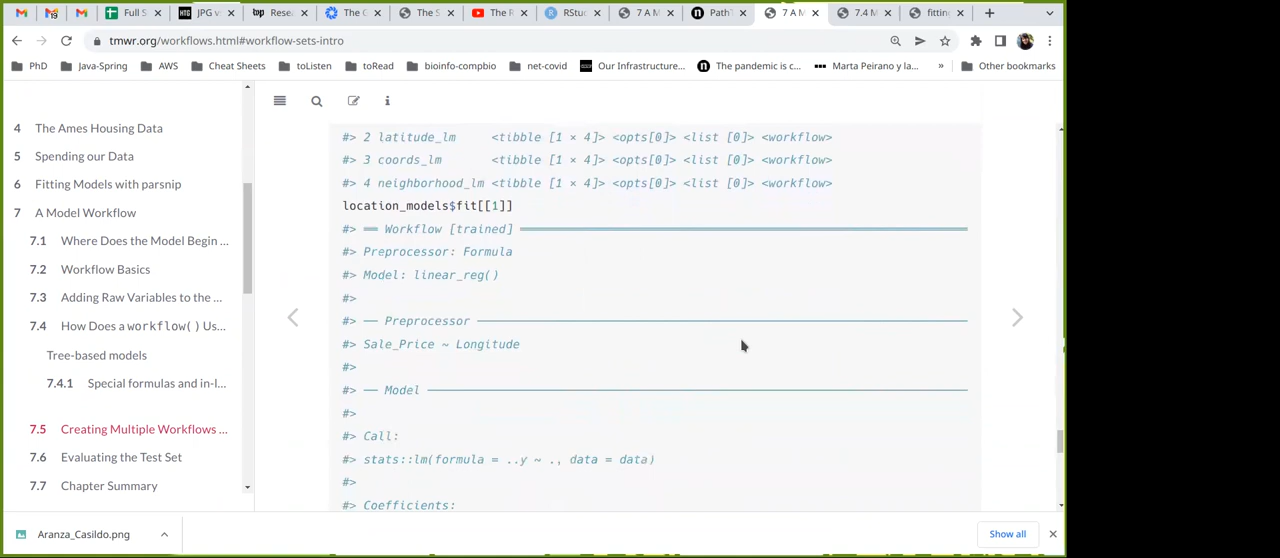 Full S
19
JPG v
Resea
The G
The S
The R
RStu
7 A M
Path
7 A M
7.4 M
fittin
tmwr.org/workflows.html#workflow-sets-intro
PhD
Java-Spring
AWS
Cheat Sheets
toListen
toRead
bioinfo-compbio
net-covid
Our Infrastructure...
The pandemic is c...
Marta Peirano y la...
»
Other bookmarks
4 The Ames Housing Data
5 Spending our Data
6 Fitting Models with parsnip
7 A Model Workflow
7.1 Where Does the Model Begin ...
7.2 Workflow Basics
7.3 Adding Raw Variables to the ...
7.4 How Does a workflow() Us...
Tree-based models
7.4.1 Special formulas and in-l...
7.5 Creating Multiple Workflows ...
7.6 Evaluating the Test Set
7.7 Chapter Summary
#> 2 latitude_lm <tibble [1 × 4]> <opts[0]> <list [0]> <workflow>
#> 3 coords_lm <tibble [1 × 4]> <opts[0]> <list [0]> <workflow>
#> 4 neighborhood_lm <tibble [1 × 4]> <opts[0]> <list [0]> <workflow>
location_models$fit[[1]]
#> ══ Workflow [trained] ══════════
#> Preprocessor: Formula
#> Model: linear_reg()
#>
#> ── Preprocessor ──────────
#> Sale_Price ~ Longitude
#>
#> ── Model ──────────
#>
#> Call:
#> stats::lm(formula = ..y ~ ., data = data)
#>
#> Coefficients:
Aranza_Casildo.png
Show all